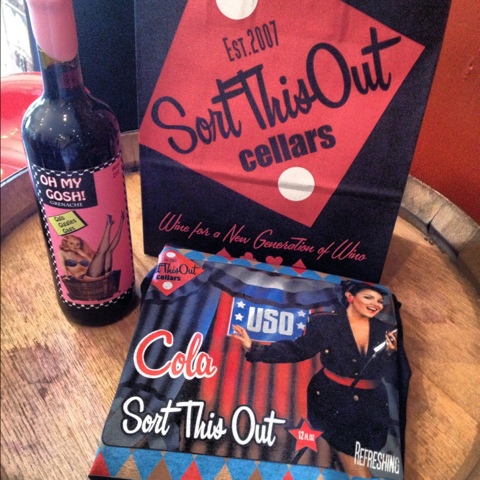 Est. 2007
Sort This Out
cellars
Wine for a New Generation of Wino
OH MY
GOSH!
GRENACHE
Sort This Out
cellars
USO
Cola
Sort This Out
12 FL OZ
REFRESHING